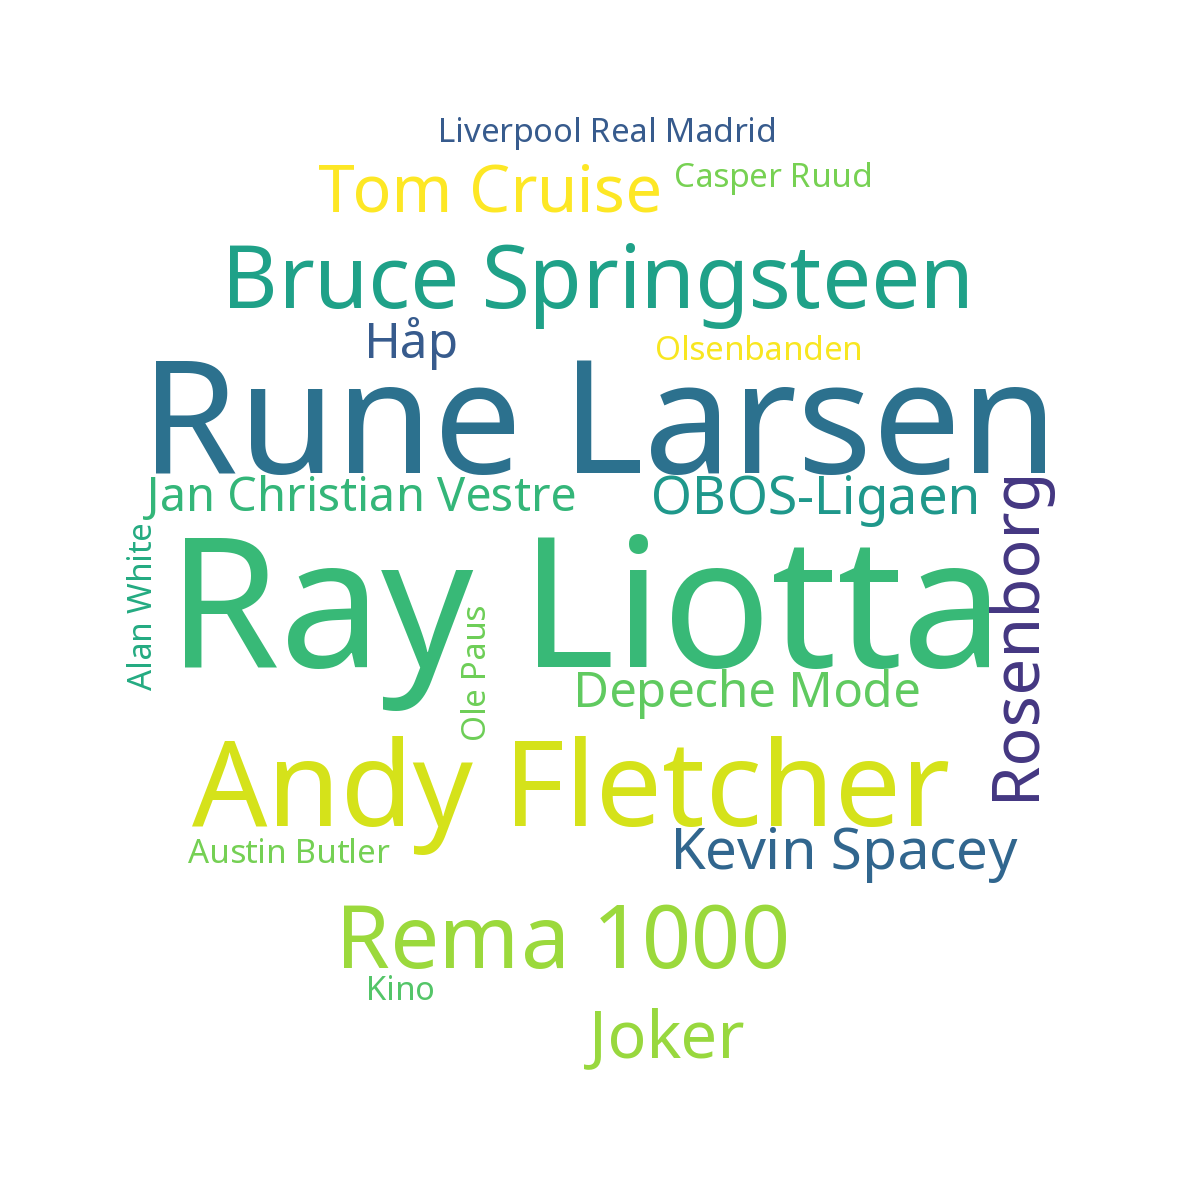 Liverpool Real Madrid
Tom Cruise
Casper Ruud
Bruce Springsteen
Håp
Olsenbanden
Rune Larsen
Jan Christian Vestre
OBOS-Ligaen
Rosenborg
Alan White
Ray Liotta
Ole Paus
Depeche Mode
Andy Fletcher
Austin Butler
Kevin Spacey
Rema 1000
Kino
Joker